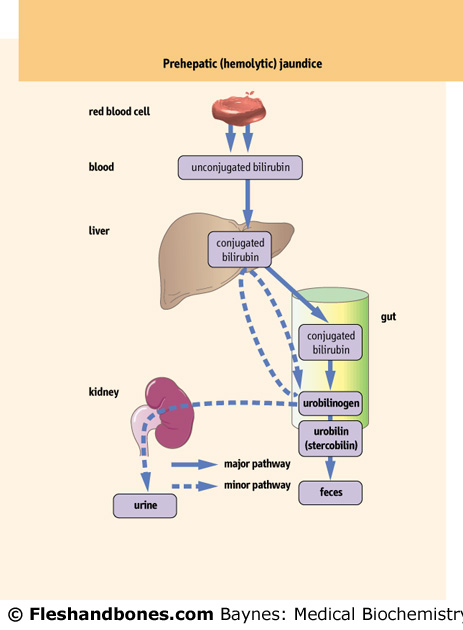 Prehepatic (hemolytic) jaundice
red blood cell
blood
unconjugated bilirubin
liver
conjugated
bilirubin
gut
conjugated
bilirubin
kidney
urobilinogen
urobilin
(stercobilin)
major pathway
minor pathway
feces
urine
© Fleshandbones.com Baynes: Medical Biochemistry